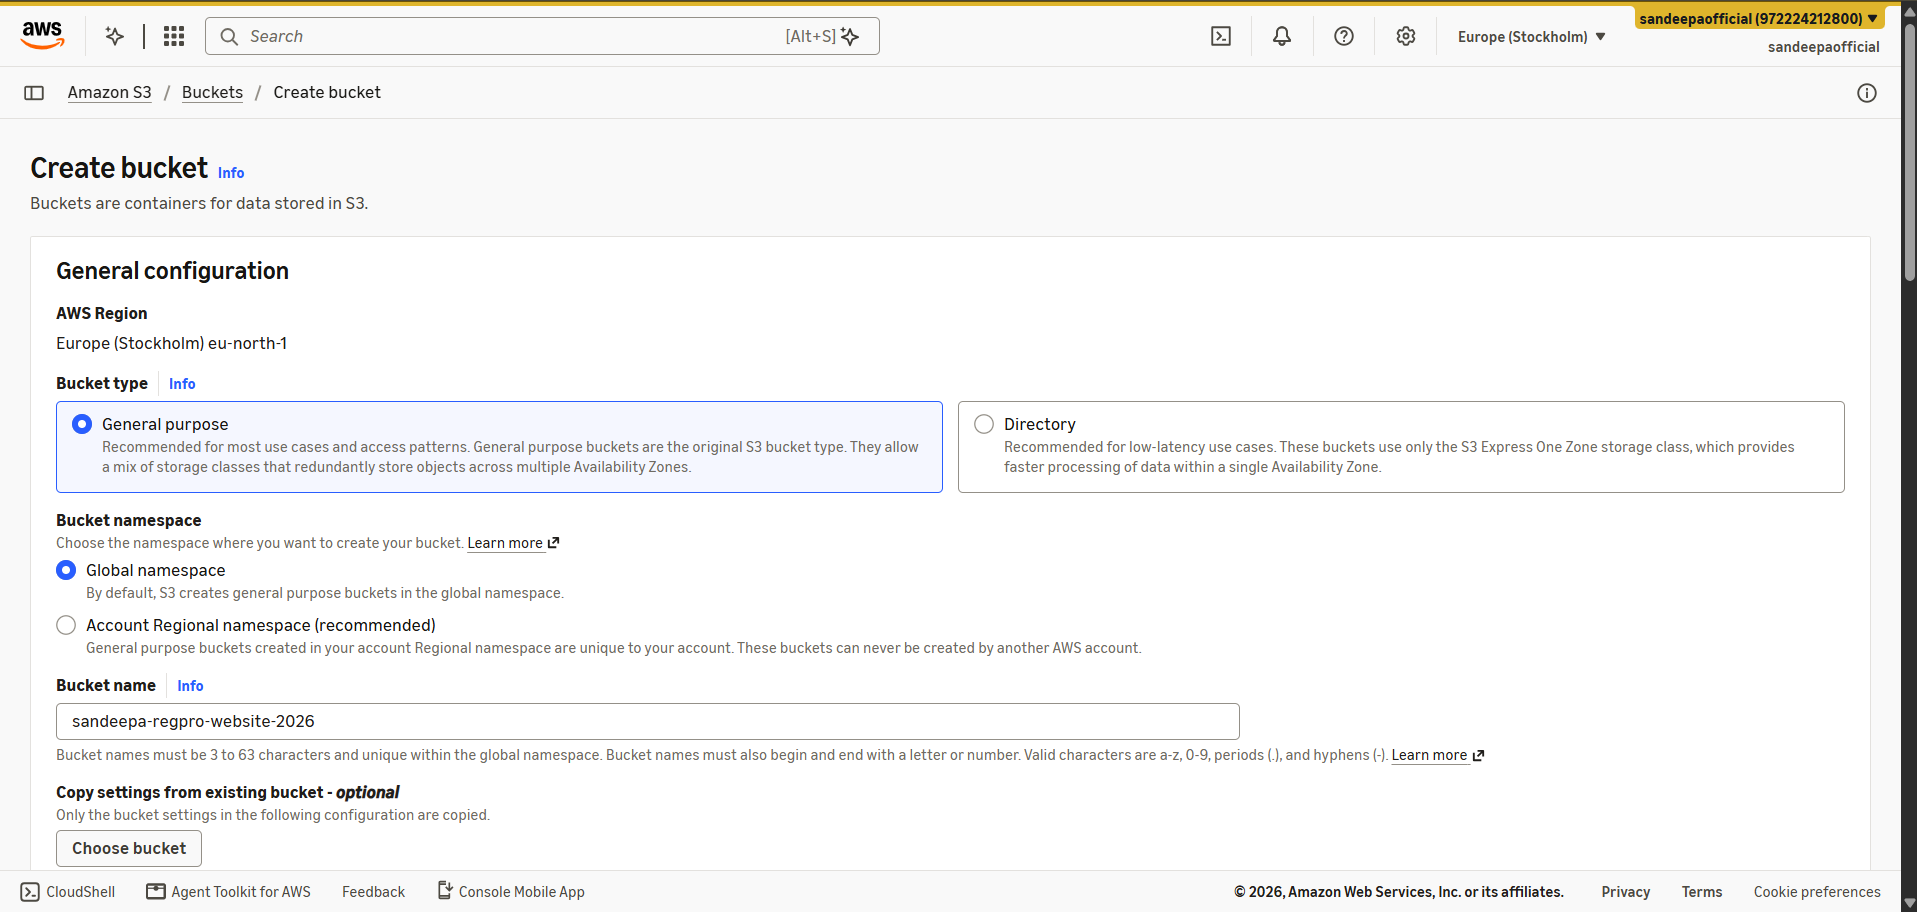 aws
Search
[Alt+S]
Europe (Stockholm)
sandeepaofficial (972224212800)
sandeepaofficial
Amazon S3 / Buckets / Create bucket
Create bucket Info
Buckets are containers for data stored in S3.
General configuration
AWS Region
Europe (Stockholm) eu-north-1
Bucket type Info
General purpose
Recommended for most use cases and access patterns. General purpose buckets are the original S3 bucket type. They allow
a mix of storage classes that redundantly store objects across multiple Availability Zones.
Directory
Recommended for low-latency use cases. These buckets use only the S3 Express One Zone storage class, which provides
faster processing of data within a single Availability Zone.
Bucket namespace
Choose the namespace where you want to create your bucket. Learn more
Global namespace
By default, S3 creates general purpose buckets in the global namespace.
Account Regional namespace (recommended)
General purpose buckets created in your account Regional namespace are unique to your account. These buckets can never be created by another AWS account.
Bucket name Info
sandeepa-regpro-website-2026
Bucket names must be 3 to 63 characters and unique within the global namespace. Bucket names must also begin and end with a letter or number. Valid characters are a-z, 0-9, periods (.), and hyphens (-). Learn more
Copy settings from existing bucket - optional
Only the bucket settings in the following configuration are copied.
Choose bucket
CloudShell
Agent Toolkit for AWS
Feedback
Console Mobile App
© 2026, Amazon Web Services, Inc. or its affiliates.
Privacy
Terms
Cookie preferences